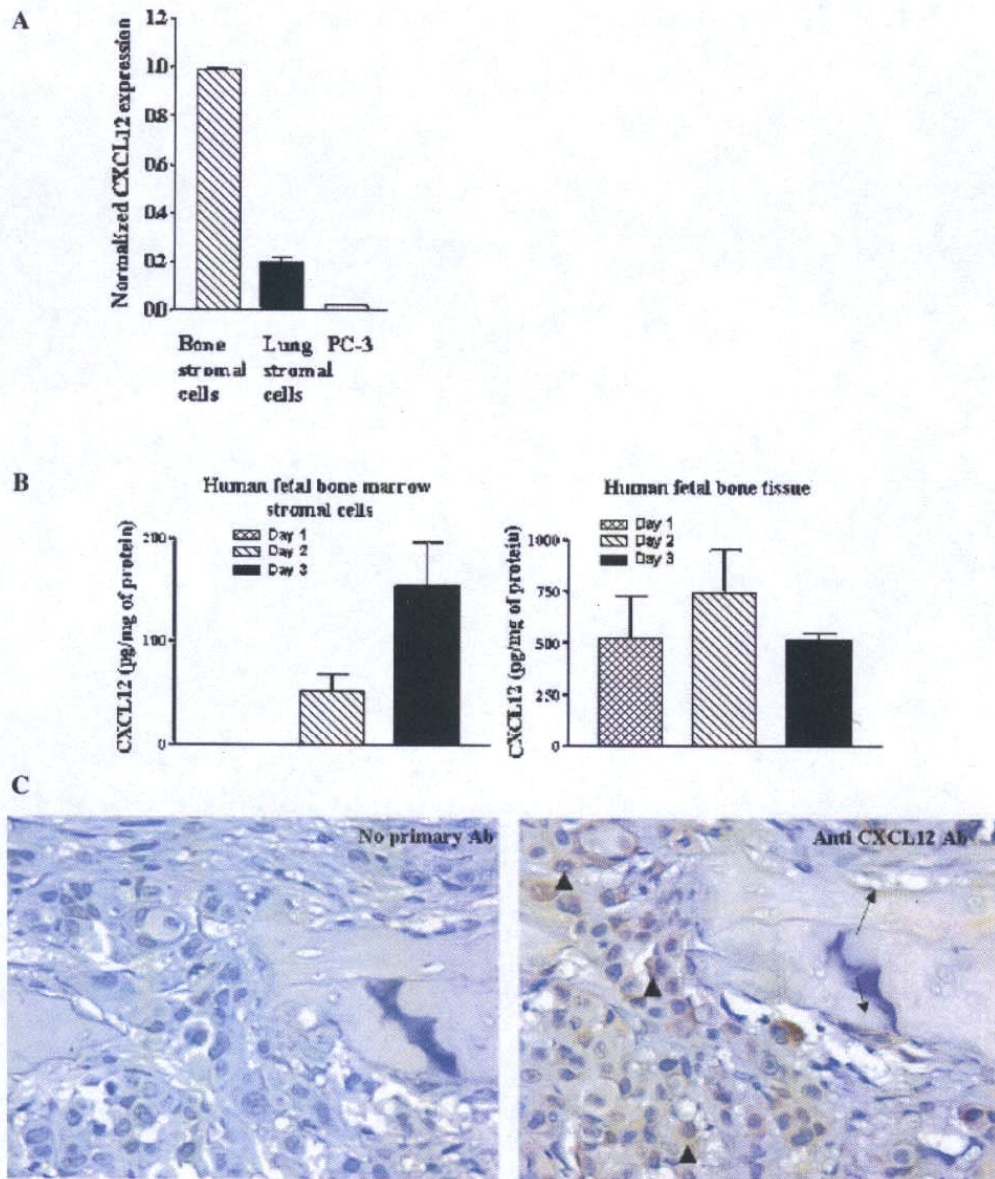 A
Normalized CXCL12 expression
1.2
1.0
0.8
0.6
0.4
0.2
0.0
Bone stromal cells
Lung stromal cells
PC-3
B
Human fetal bone marrow
stromal cells
Day 1
Day 2
Day 3
CXCL12 (pg/mg of protein)
200
100
0
Human fetal bone tissue
Day 1
Day 2
Day 3
CXCL12 (pg/mg of protein)
1000
750
500
250
0
C
No primary Ab
Anti CXCL12 Ab